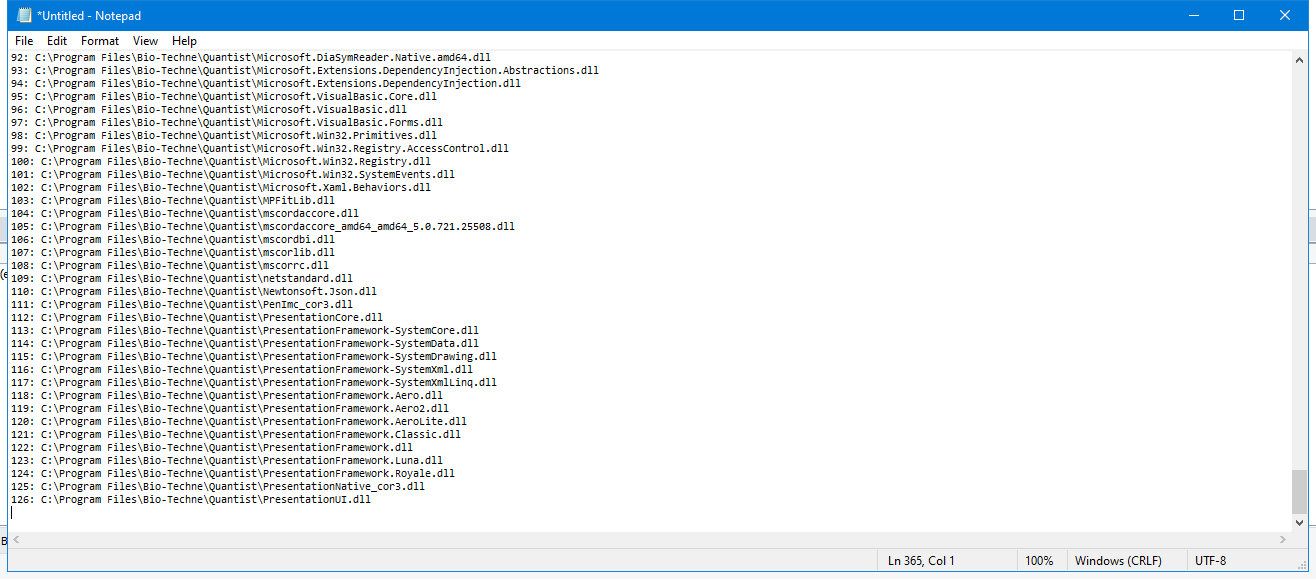 *Untitled - Notepad
File Edit Format View Help
92: C:\Program Files\Bio-Techne\Quantist\Microsoft.DiaSymReader.Native.amd64.dll
93: C:\Program Files\Bio-Techne\Quantist\Microsoft.Extensions.DependencyInjection.Abstractions.dll
94: C:\Program Files\Bio-Techne\Quantist\Microsoft.Extensions.DependencyInjection.dll
95: C:\Program Files\Bio-Techne\Quantist\Microsoft.VisualBasic.Core.dll
96: C:\Program Files\Bio-Techne\Quantist\Microsoft.VisualBasic.dll
97: C:\Program Files\Bio-Techne\Quantist\Microsoft.VisualBasic.Forms.dll
98: C:\Program Files\Bio-Techne\Quantist\Microsoft.Win32.Primitives.dll
99: C:\Program Files\Bio-Techne\Quantist\Microsoft.Win32.Registry.AccessControl.dll
100: C:\Program Files\Bio-Techne\Quantist\Microsoft.Win32.Registry.dll
101: C:\Program Files\Bio-Techne\Quantist\Microsoft.Win32.SystemEvents.dll
102: C:\Program Files\Bio-Techne\Quantist\Microsoft.Xaml.Behaviors.dll
103: C:\Program Files\Bio-Techne\Quantist\MPFitLib.dll
104: C:\Program Files\Bio-Techne\Quantist\mscordaccore.dll
105: C:\Program Files\Bio-Techne\Quantist\mscordaccore_amd64_amd64_5.0.721.25508.dll
106: C:\Program Files\Bio-Techne\Quantist\mscordbi.dll
107: C:\Program Files\Bio-Techne\Quantist\mscorlib.dll
108: C:\Program Files\Bio-Techne\Quantist\mscorrc.dll
109: C:\Program Files\Bio-Techne\Quantist\netstandard.dll
110: C:\Program Files\Bio-Techne\Quantist\Newtonsoft.Json.dll
111: C:\Program Files\Bio-Techne\Quantist\PenImc_cor3.dll
112: C:\Program Files\Bio-Techne\Quantist\PresentationCore.dll
113: C:\Program Files\Bio-Techne\Quantist\PresentationFramework-SystemCore.dll
114: C:\Program Files\Bio-Techne\Quantist\PresentationFramework-SystemData.dll
115: C:\Program Files\Bio-Techne\Quantist\PresentationFramework-SystemDrawing.dll
116: C:\Program Files\Bio-Techne\Quantist\PresentationFramework-SystemXml.dll
117: C:\Program Files\Bio-Techne\Quantist\PresentationFramework-SystemXmlLinq.dll
118: C:\Program Files\Bio-Techne\Quantist\PresentationFramework.Aero.dll
119: C:\Program Files\Bio-Techne\Quantist\PresentationFramework.Aero2.dll
120: C:\Program Files\Bio-Techne\Quantist\PresentationFramework.AeroLite.dll
121: C:\Program Files\Bio-Techne\Quantist\PresentationFramework.Classic.dll
122: C:\Program Files\Bio-Techne\Quantist\PresentationFramework.dll
123: C:\Program Files\Bio-Techne\Quantist\PresentationFramework.Luna.dll
124: C:\Program Files\Bio-Techne\Quantist\PresentationFramework.Royale.dll
125: C:\Program Files\Bio-Techne\Quantist\PresentationNative_cor3.dll
126: C:\Program Files\Bio-Techne\Quantist\PresentationUI.dll
Ln 365, Col 1 100% Windows (CRLF) UTF-8